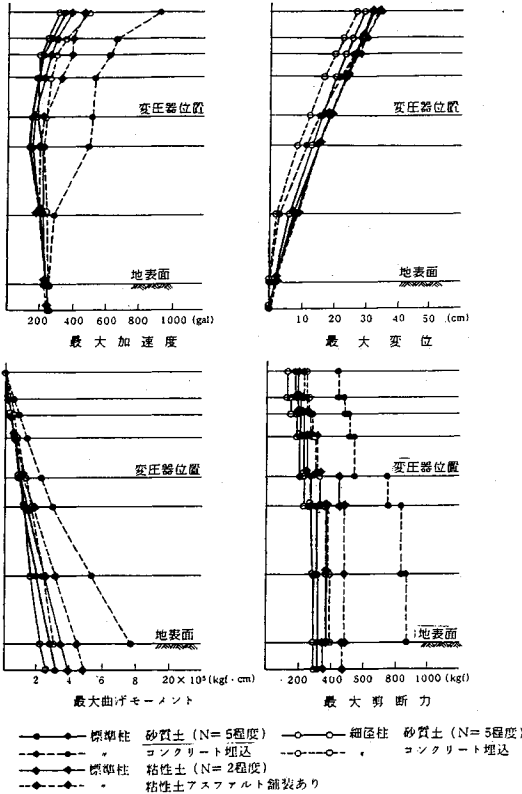 変圧器位置
変圧器位置
地表面
地表面
200 400 600 800 1000 (gal)
10 20 30 40 50 (cm)
最大加速度
最大変位
変圧器位置
変圧器位置
地表面
地表面
2 4 6 8 20×10⁵(kgf·cm)
200 400 600 800 1000 (kgf)
最大曲げモーメント
最大剪断力
標準柱 砂質土 (N=5程度)
細径柱 砂質土 (N=5程度)
〃 コンクリート埋込
〃 コンクリート埋込
標準柱 粘性土 (N=2程度)
〃 粘性土アスファルト舗装あり